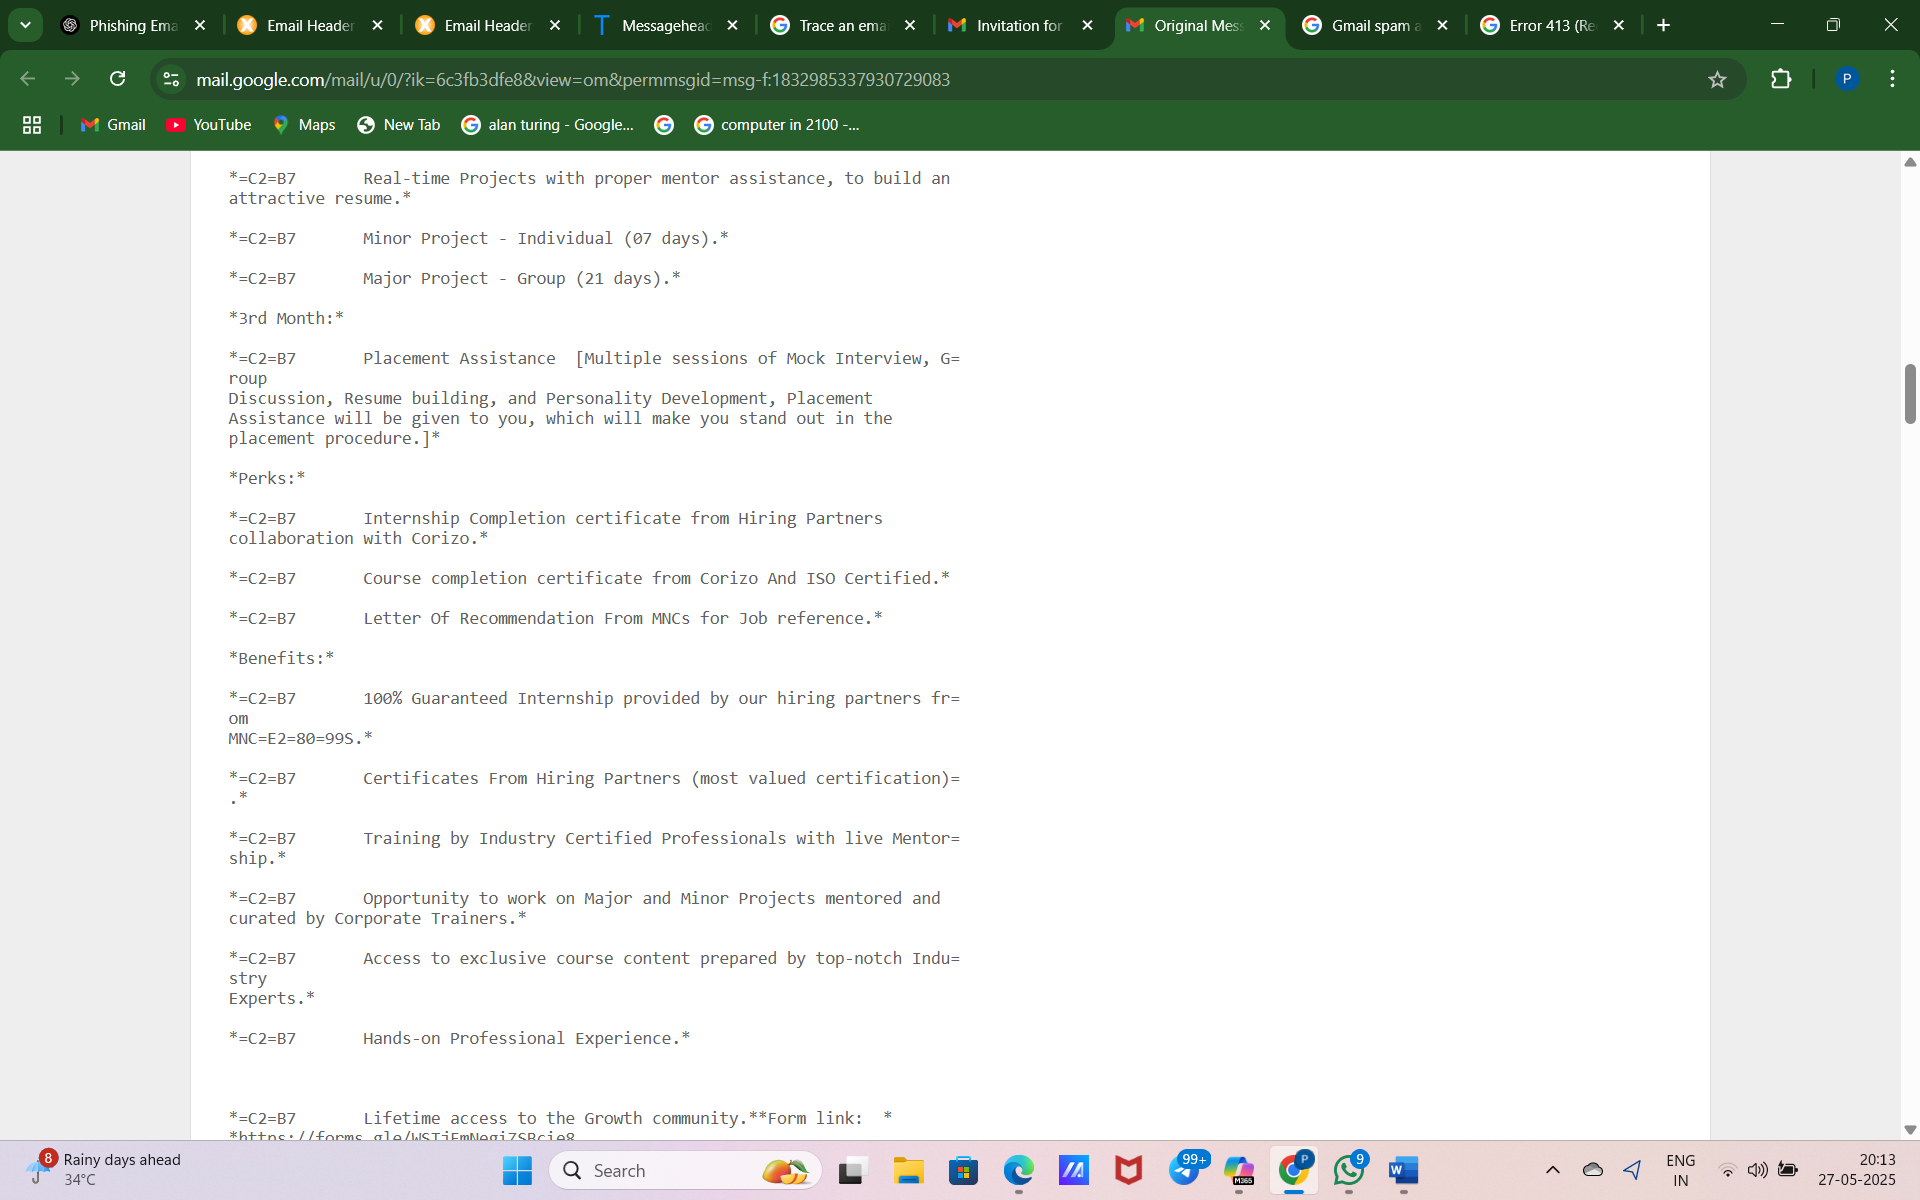 Phishing Ema
Email Header
Email Header
Messagehead
Trace an emai
Invitation for
Original Mess
Gmail spam a
Error 413 (Re
mail.google.com/mail/u/0/?ik=6c3fb3dfe8&view=om&permmsgid=msg-f:1832985337930729083
P
Gmail
YouTube
Maps
New Tab
alan turing - Google...
computer in 2100 -...
*=C2=B7       Real-time Projects with proper mentor assistance, to build an
attractive resume.*
*=C2=B7       Minor Project - Individual (07 days).*
*=C2=B7       Major Project - Group (21 days).*
*3rd Month:*
*=C2=B7       Placement Assistance  [Multiple sessions of Mock Interview, G=
roup
Discussion, Resume building, and Personality Development, Placement
Assistance will be given to you, which will make you stand out in the
placement procedure.]*
*Perks:*
*=C2=B7       Internship Completion certificate from Hiring Partners
collaboration with Corizo.*
*=C2=B7       Course completion certificate from Corizo And ISO Certified.*
*=C2=B7       Letter Of Recommendation From MNCs for Job reference.*
*Benefits:*
*=C2=B7       100% Guaranteed Internship provided by our hiring partners fr=
om
MNC=E2=80=99S.*
*=C2=B7       Certificates From Hiring Partners (most valued certification)=
.*
*=C2=B7       Training by Industry Certified Professionals with live Mentor=
ship.*
*=C2=B7       Opportunity to work on Major and Minor Projects mentored and
curated by Corporate Trainers.*
*=C2=B7       Access to exclusive course content prepared by top-notch Indu=
stry
Experts.*
*=C2=B7       Hands-on Professional Experience.*
*=C2=B7       Lifetime access to the Growth community.**Form link:  *
8
Rainy days ahead
34°C
Search
99+
M365
P
9
ENG
IN
20:13
27-05-2025